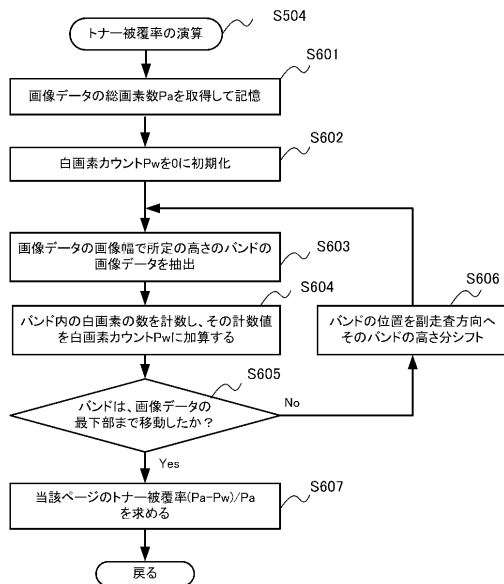 トナー被覆率の演算
S504
S601
画像データの総画素数Paを取得して記憶
S602
白画素カウントPwを0に初期化
S603
画像データの画像幅で所定の高さのバンドの
画像データを抽出
S604
バンド内の白画素の数を計数し、その計数値
を白画素カウントPwに加算する
S606
バンドの位置を副走査方向へ
そのバンドの高さ分シフト
S605
バンドは、画像データの
最下部まで移動したか？
No
Yes
S607
当該ページのトナー被覆率(Pa-Pw)/Pa
を求める
戻る